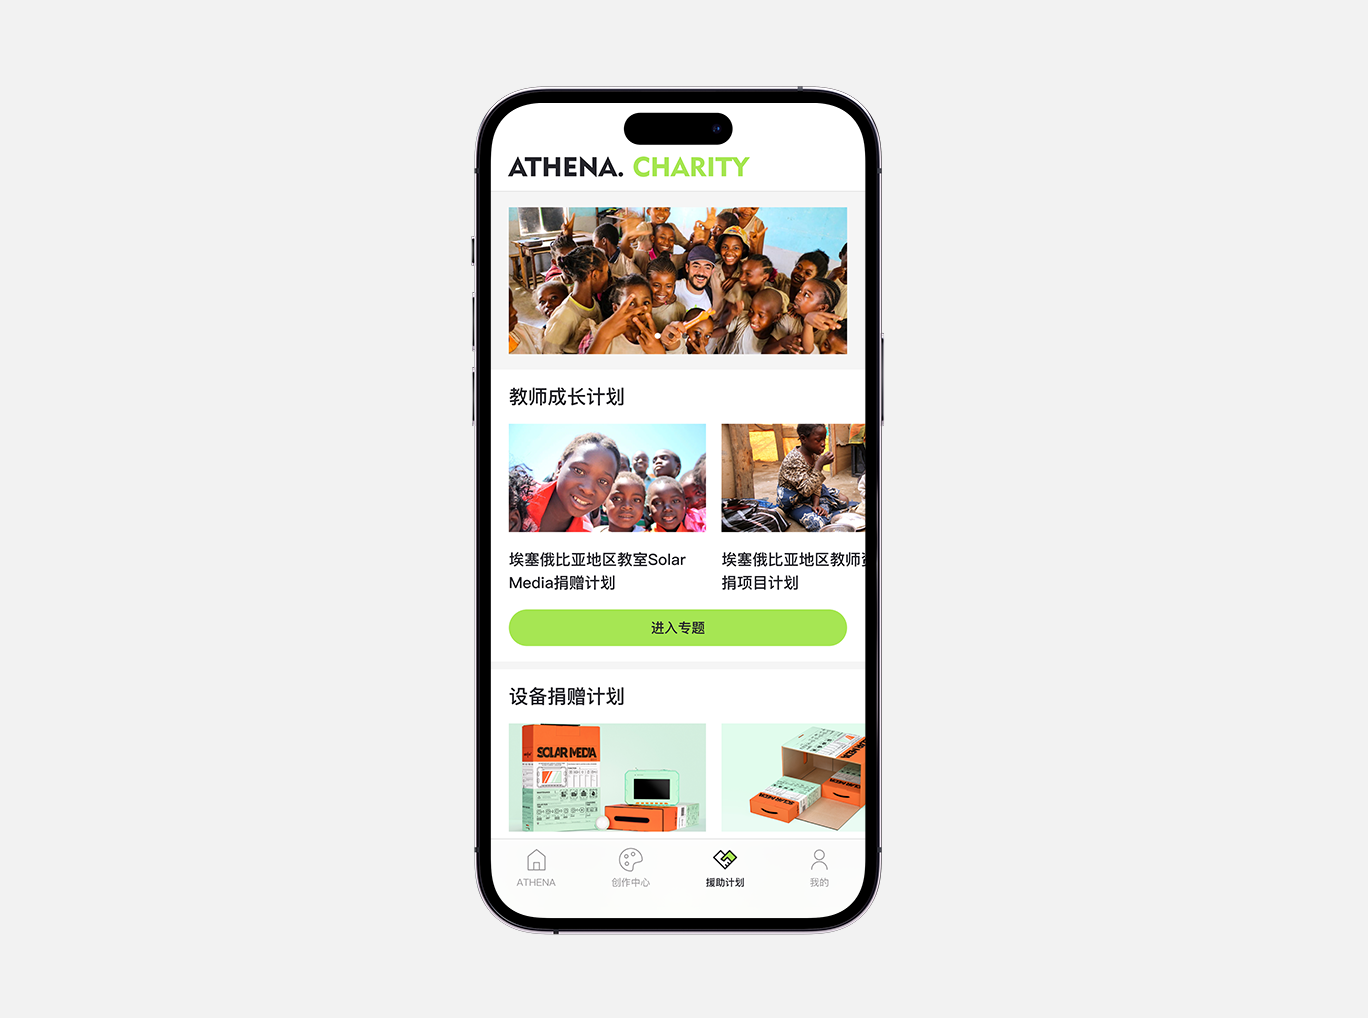 ATHENA. CHARITY
教师成长计划
埃塞俄比亚地区教室Solar
Media捐赠计划
埃塞俄比亚地区教师
捐项目计划
进入专题
设备捐赠计划
SOLAR MEDIA
ATHENA
创作中心
援助计划
我的